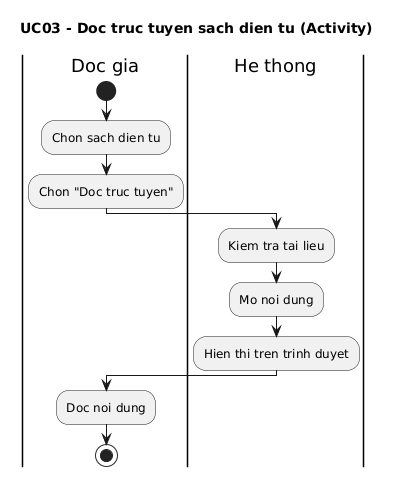 UC03 - Doc truc tuyen sach dien tu (Activity)
Doc gia
He thong
Chon sach dien tu
Chon "Doc truc tuyen"
Kiem tra tai lieu
Mo noi dung
Hien thi tren trinh duyet
Doc noi dung